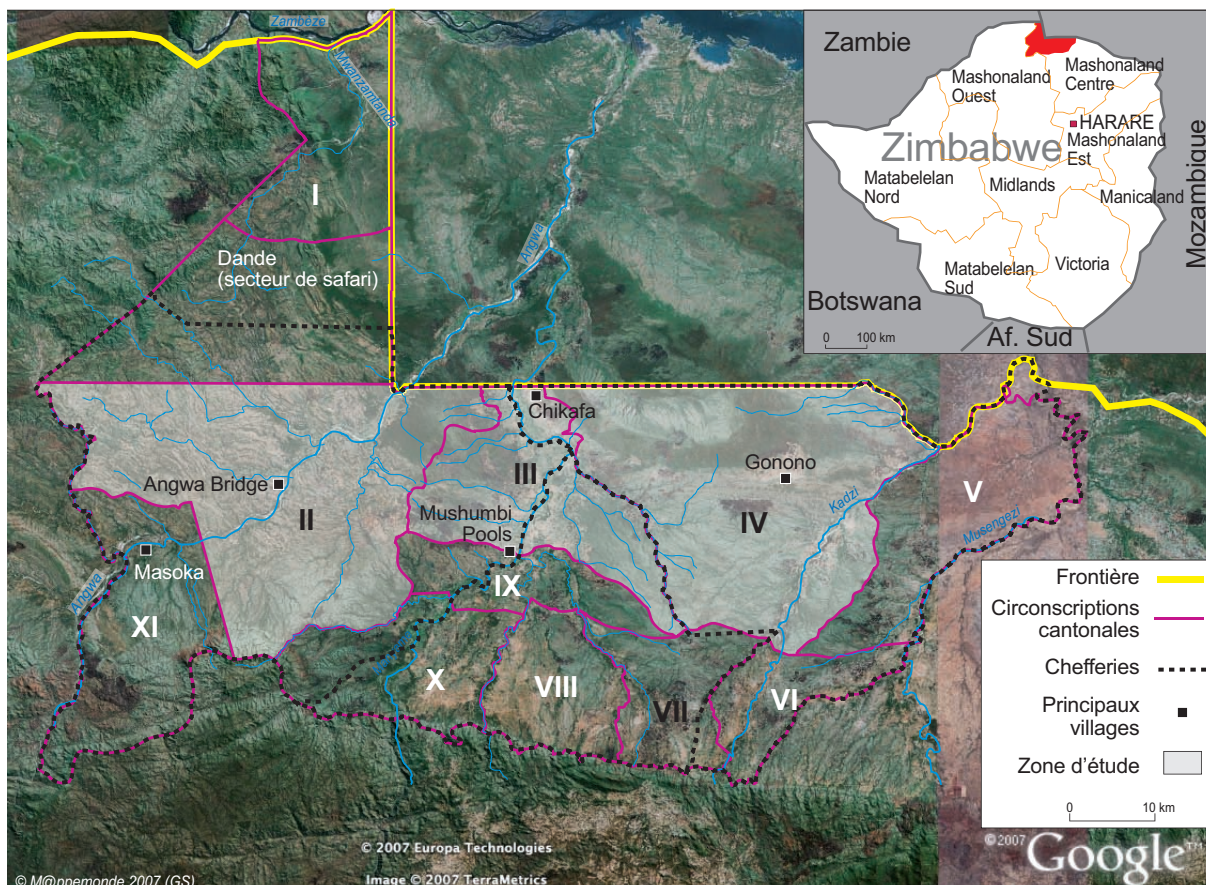 Zambèze
Mwanzamtanda
I
Dande
(secteur de safari)
Angwa
Zambie
Mashonaland
Ouest
Mashonaland
Centre
HARARE
Mashonaland
Est
Zimbabwe
Matabelelan
Nord
Midlands
Manicaland
Matabelelan
Sud
Victoria
Mozambique
Botswana
Af. Sud
0 100 km
Chikafa
Angwa Bridge
II
III
Mushumbi
Pools
Gonono
IV
Kadzi
V
Musengezi
Masoka
Angwa
XI
IX
X
VIII
VII
VI
Frontière
Circonscriptions
cantonales
Chefferies
Principaux
villages
Zone d'étude
0 10 km
© 2007 Europa Technologies
Image © 2007 TerraMetrics
© 2007 Google™
© M@ppemonde 2007 (GS)